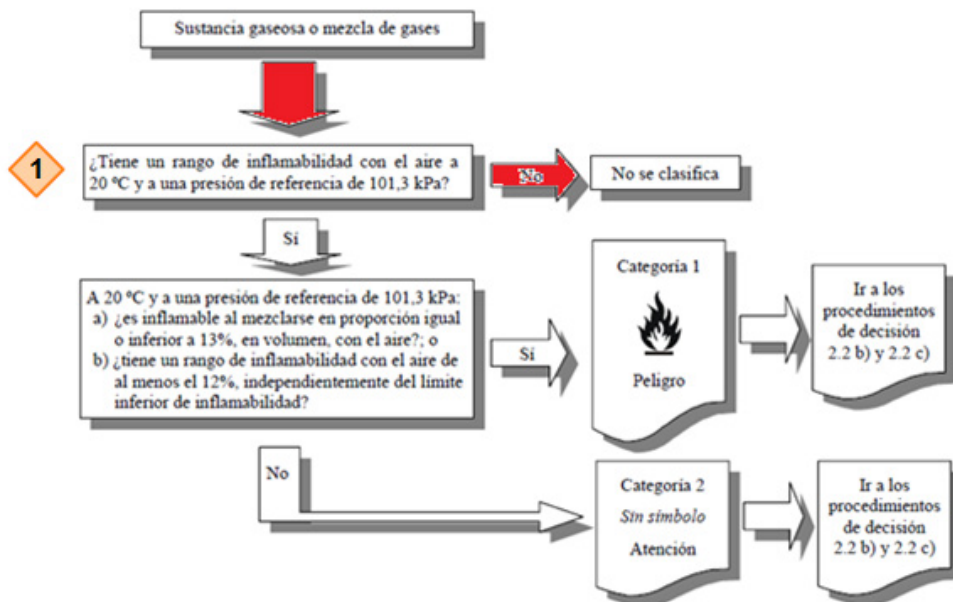 Sustancia gaseosa o mezcla de gases
1
¿Tiene un rango de inflamabilidad con el aire a
20 ºC y a una presión de referencia de 101,3 kPa?
No
No se clasifica
Sí
A 20 ºC y a una presión de referencia de 101,3 kPa:
a) ¿es inflamable al mezclarse en proporción igual
o inferior a 13%, en volumen, con el aire?; o
b) ¿tiene un rango de inflamabilidad con el aire de
al menos el 12%, independientemente del límite
inferior de inflamabilidad?
Sí
Categoría 1
Peligro
Ir a los
procedimientos
de decisión
2.2 b) y 2.2 c)
No
Categoría 2
Sin símbolo
Atención
Ir a los
procedimientos
de decisión
2.2 b) y 2.2 c)